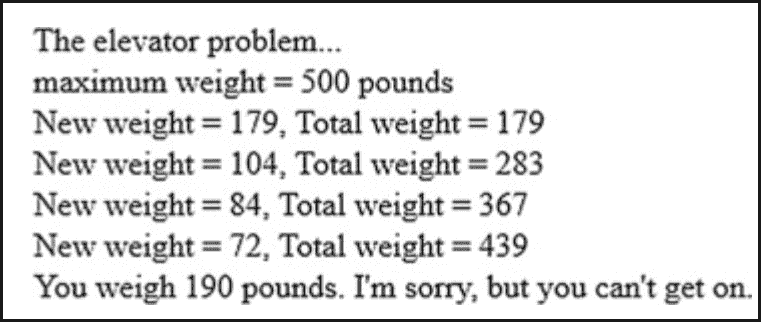 The elevator problem...
maximum weight = 500 pounds
New weight = 179, Total weight = 179
New weight = 104, Total weight = 283
New weight = 84, Total weight = 367
New weight = 72, Total weight = 439
You weigh 190 pounds. I'm sorry, but you can't get on.